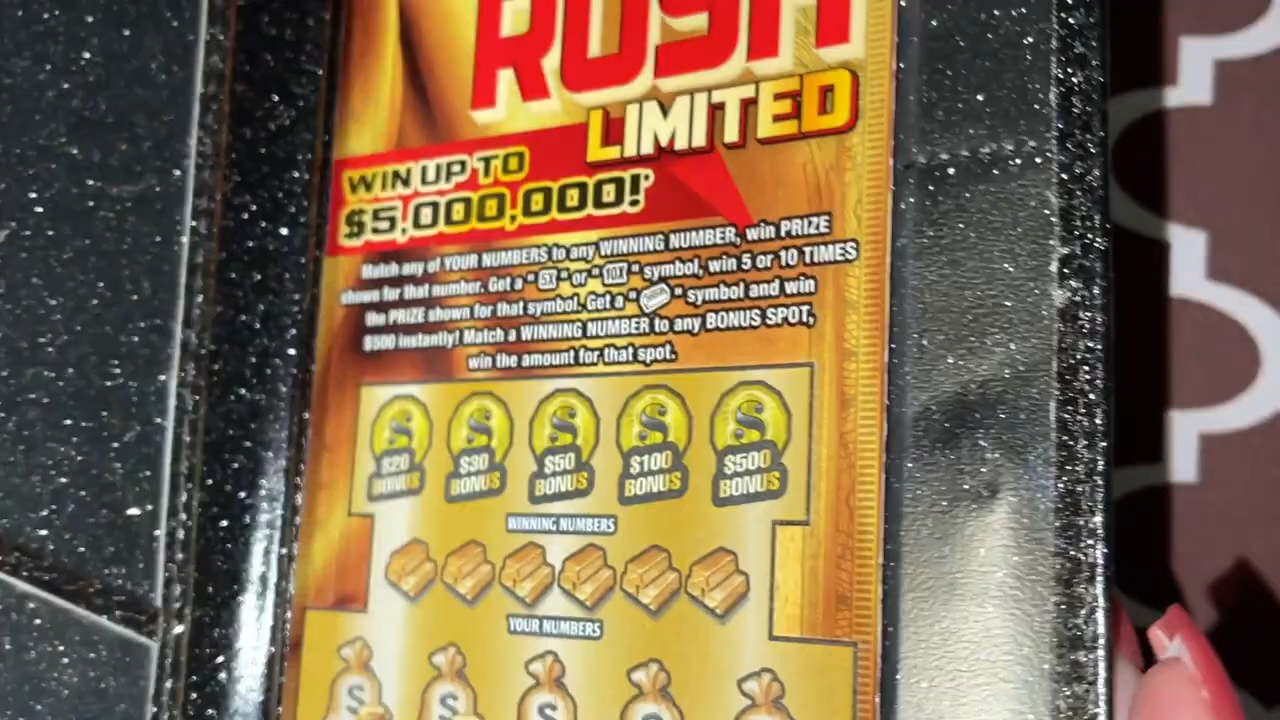 RUSH
LIMITED
WIN UP TO
$5,000,000!*
Match any of YOUR NUMBERS to any WINNING NUMBER, win PRIZE
shown for that number. Get a "5X" or "10X" symbol, win 5 or 10 TIMES
the PRIZE shown for that symbol. Get a " " symbol and win
$500 instantly! Match a WINNING NUMBER to any BONUS SPOT,
win the amount for that spot.
$20 $30 $50 $100 $500
BONUS BONUS BONUS BONUS BONUS
WINNING NUMBERS
YOUR NUMBERS